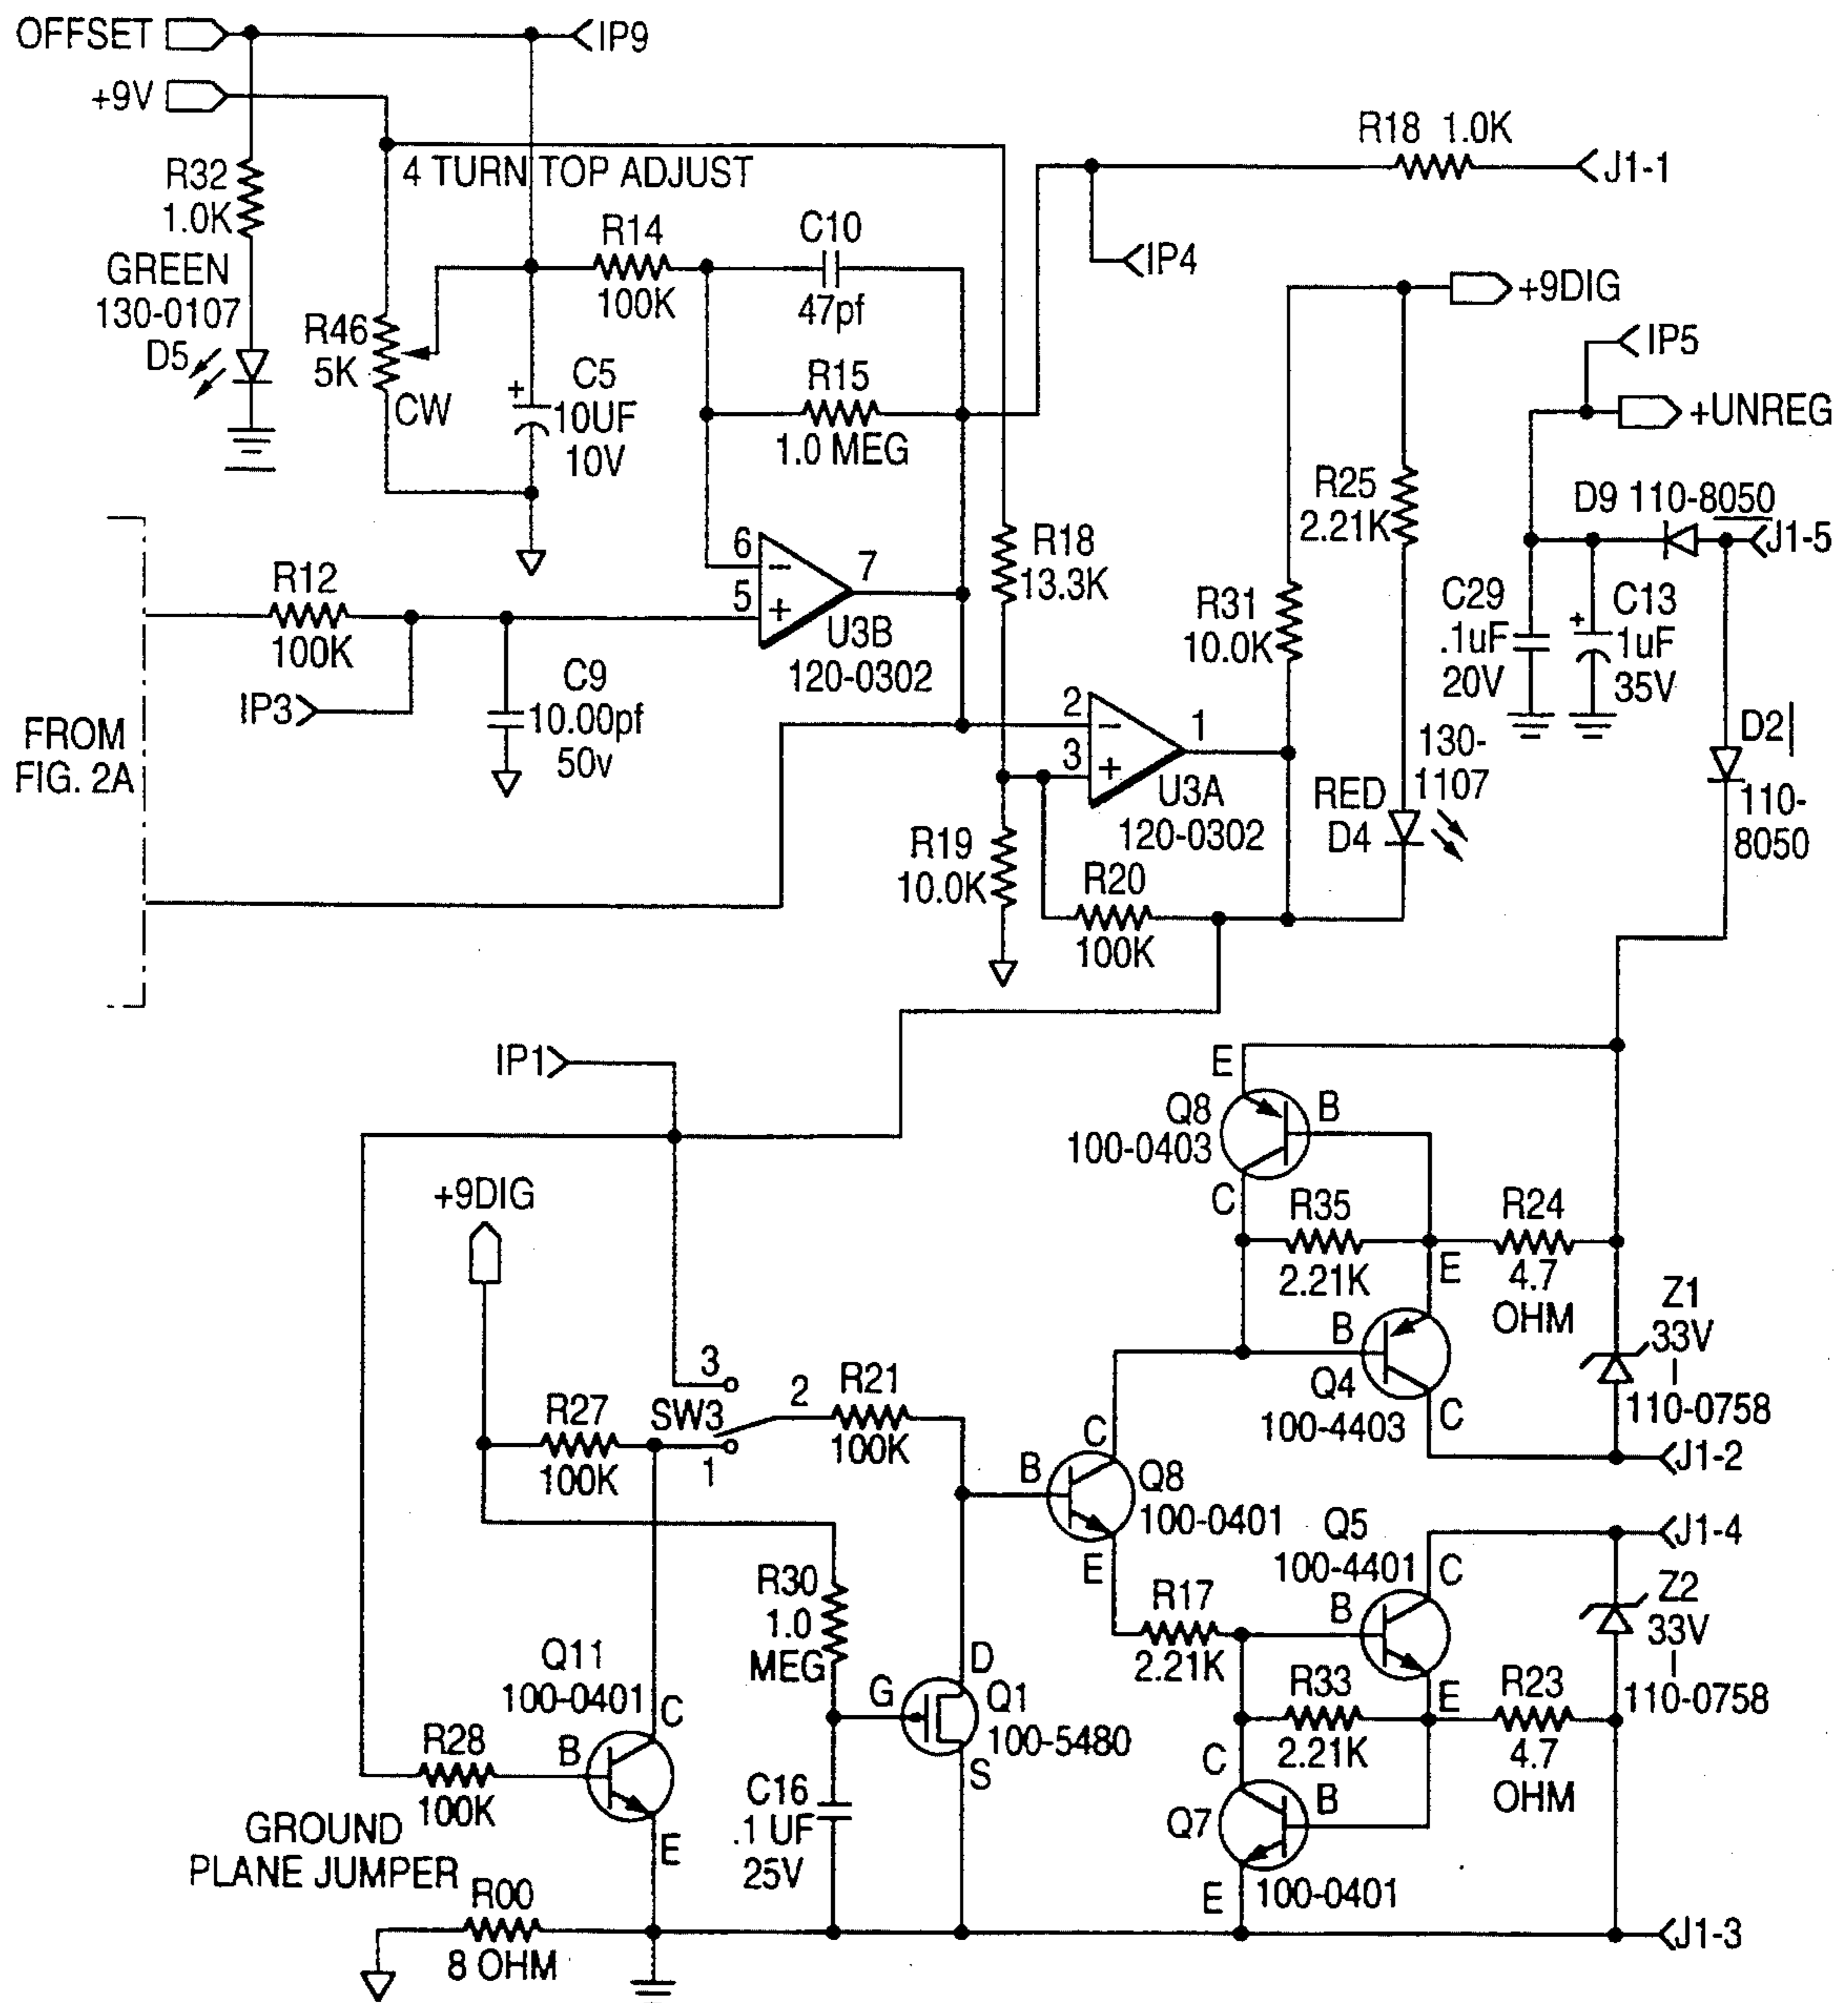 OFFSET
IP9
+9V
4 TURN TOP ADJUST
R18 1.0K
J1-1
R32
1.0K
IP4
R14
100K
C10
47pf
+9DIG
GREEN
130-0107
D5
R46
5K
CW
C5
10UF
10V
R15
1.0 MEG
IP5
+UNREG
R25
2.21K
D9 110-8050
J1-5
R12
100K
6
5
7
-
+
U3B
120-0302
R18
13.3K
R31
10.0K
C29
.1uF
20V
C13
1uF
35V
IP3
C9
10.00pf
50v
FROM
FIG. 2A
2
3
1
-
+
U3A
120-0302
130-
1107
RED
D4
D2|
110-
8050
R19
10.0K
R20
100K
IP1
E
Q8
100-0403
B
C
+9DIG
R35
2.21K
R24
4.7
OHM
E
B
Q4
100-4403
C
Z1
33V
110-0758
J1-2
3
SW3
2
1
R27
100K
R21
100K
C
B
Q8
100-0401
E
Q5
100-4401
C
J1-4
R30
1.0
MEG
R17
2.21K
B
E
Z2
33V
110-0758
Q11
100-0401
C
B
E
D
G
Q1
100-5480
S
R33
2.21K
R23
4.7
OHM
C
R28
100K
C16
.1 UF
25V
Q7
B
100-0401
E
GROUND
PLANE JUMPER
R00
8 OHM
J1-3